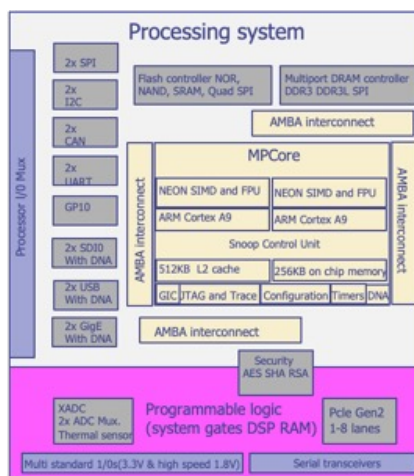 Processing system
2x SPI
2x
I2C
2x
CAN
2x
UART
GP10
2x SDI0
With DNA
2x USB
With DNA
2x GigE
With DNA
Processor I/0 Mux
Flash controller NOR,
NAND, SRAM, Quad SPI
Multiport DRAM controller
DDR3 DDR3L SPI
AMBA interconnect
AMBA interconnect
MPCore
NEON SIMD and FPU
NEON SIMD and FPU
ARM Cortex A9
ARM Cortex A9
Snoop Control Unit
512KB L2 cache
256KB on chip memory
GIC
JTAG and Trace
Configuration
Timers
DNA
AMBA interconnect
AMBA interconnect
Security
AES SHA RSA
XADC
2x ADC Mux.
Thermal sensor
Programmable logic
(system gates DSP RAM)
Pcle Gen2
1-8 lanes
Multi standard 1/0s(3.3V & high speed 1.8V)
Serial transceivers